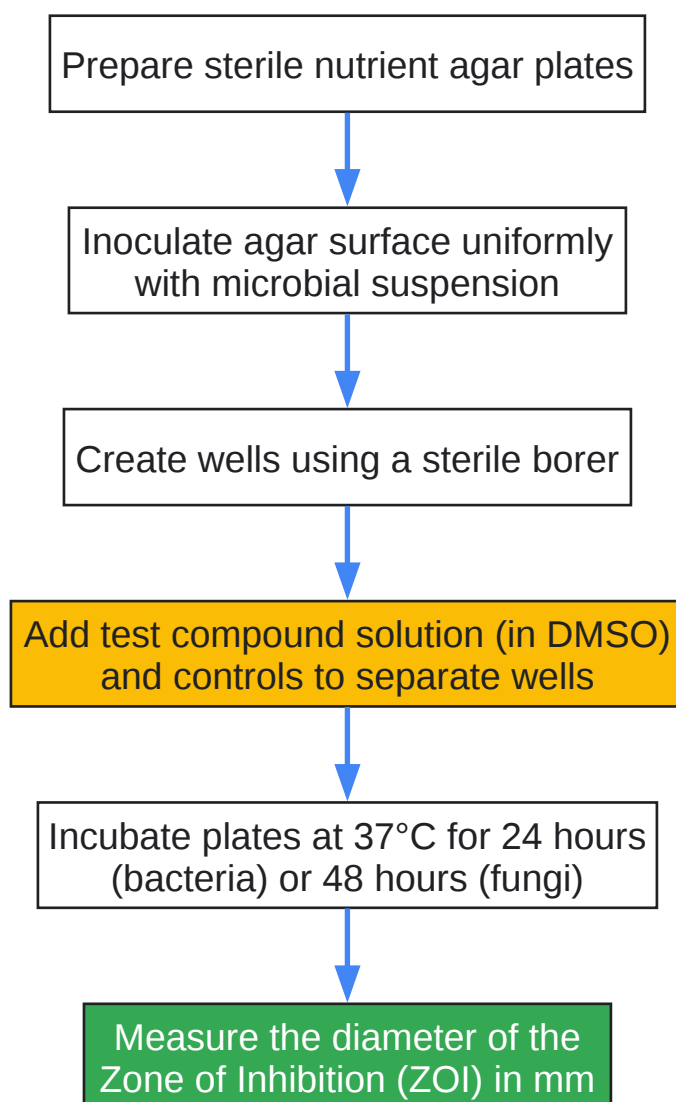 Prepare sterile nutrient agar plates
Inoculate agar surface uniformly
with microbial suspension
Create wells using a sterile borer
Add test compound solution (in DMSO)
and controls to separate wells
Incubate plates at 37°C for 24 hours
(bacteria) or 48 hours (fungi)
Measure the diameter of the
Zone of Inhibition (ZOI) in mm